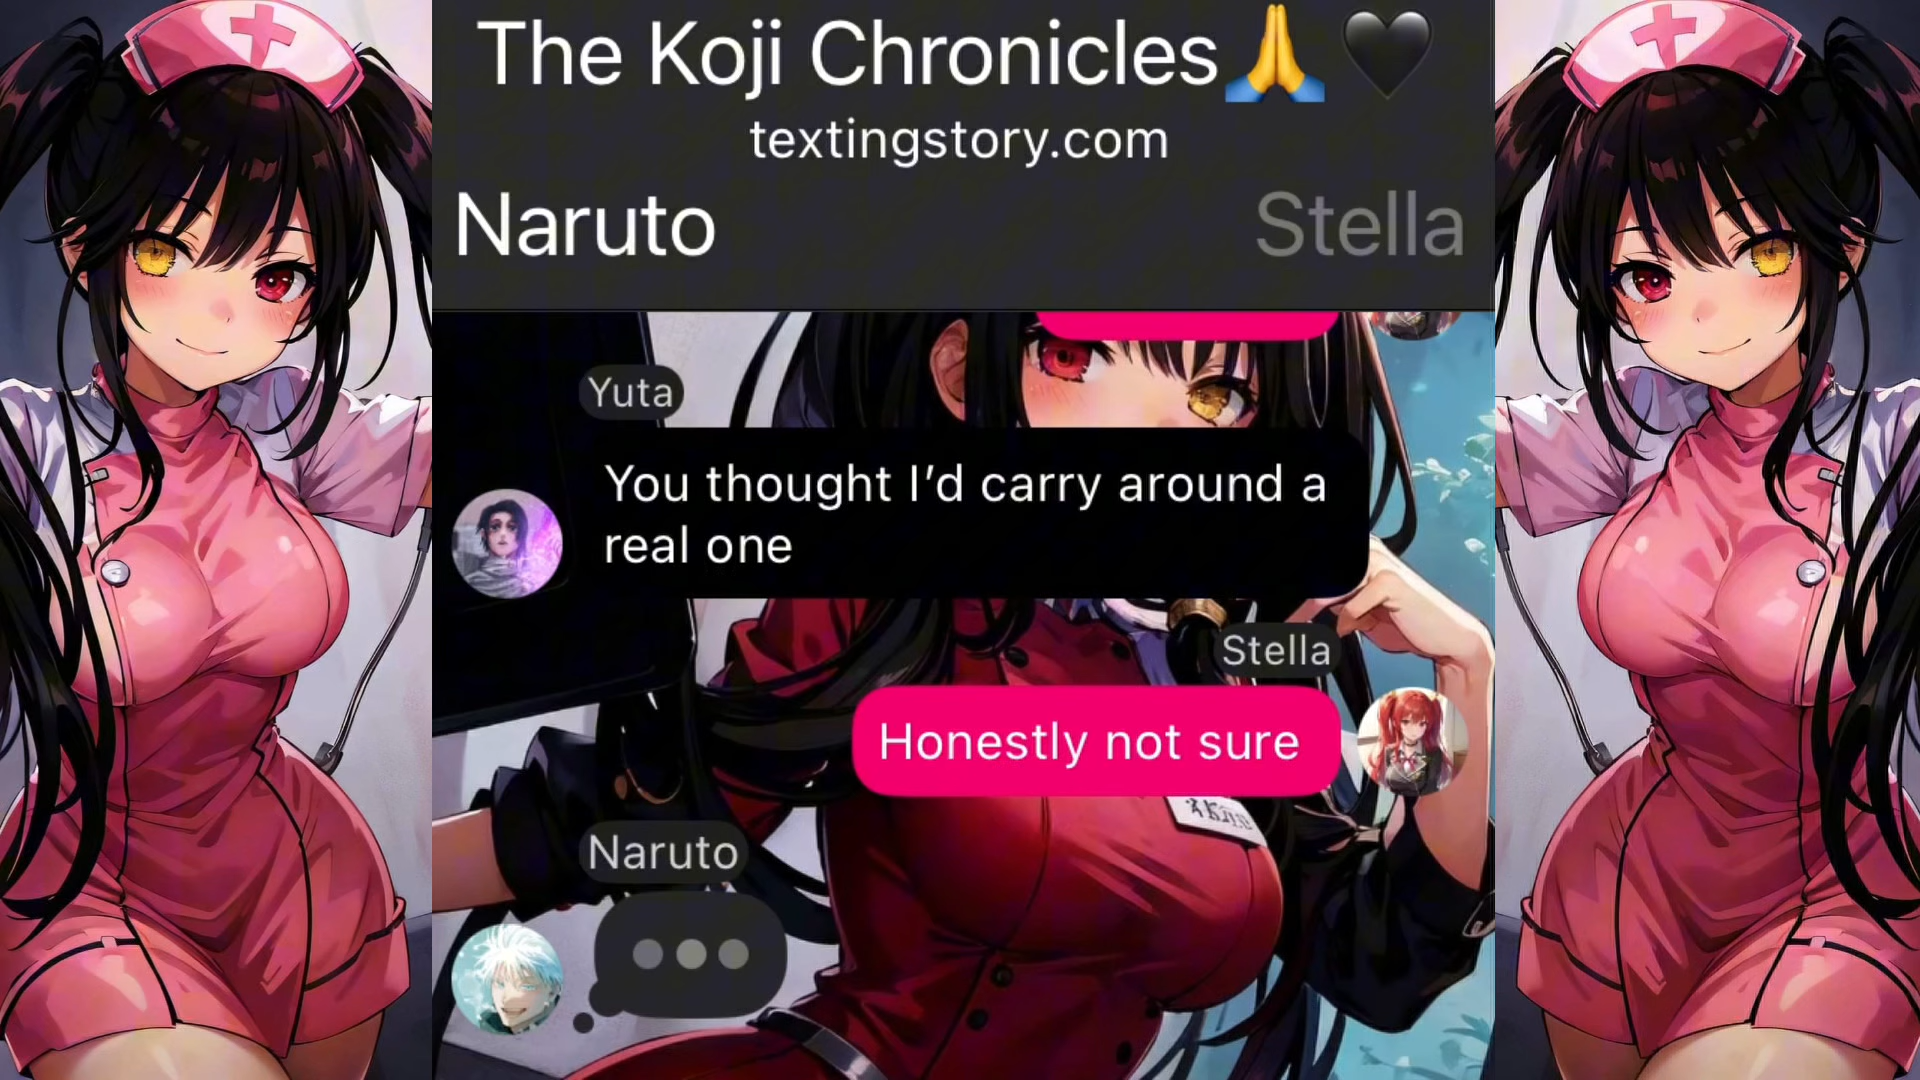 The Koji Chronicles🙏🖤
textingstory.com
Naruto
Stella
Yuta
You thought I’d carry around a
real one
Stella
Honestly not sure
Naruto